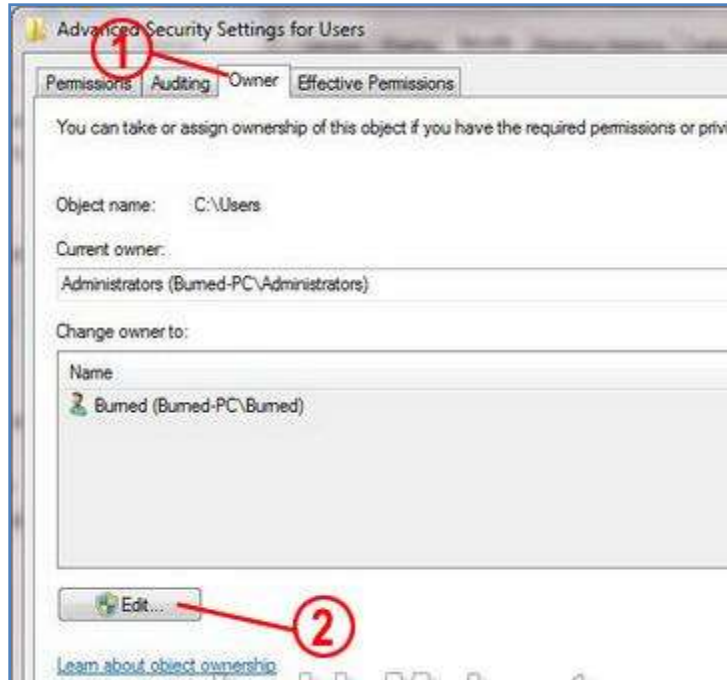 Advanced Security Settings for Users
1
Permissions Auditing Owner Effective Permissions
You can take or assign ownership of this object if you have the required permissions or privi
Object name: C:\Users
Current owner:
Administrators (Burned-PC\Administrators)
Change owner to:
Name
Burned (Burned-PC\Burned)
Edit...
2
Learn about object ownership